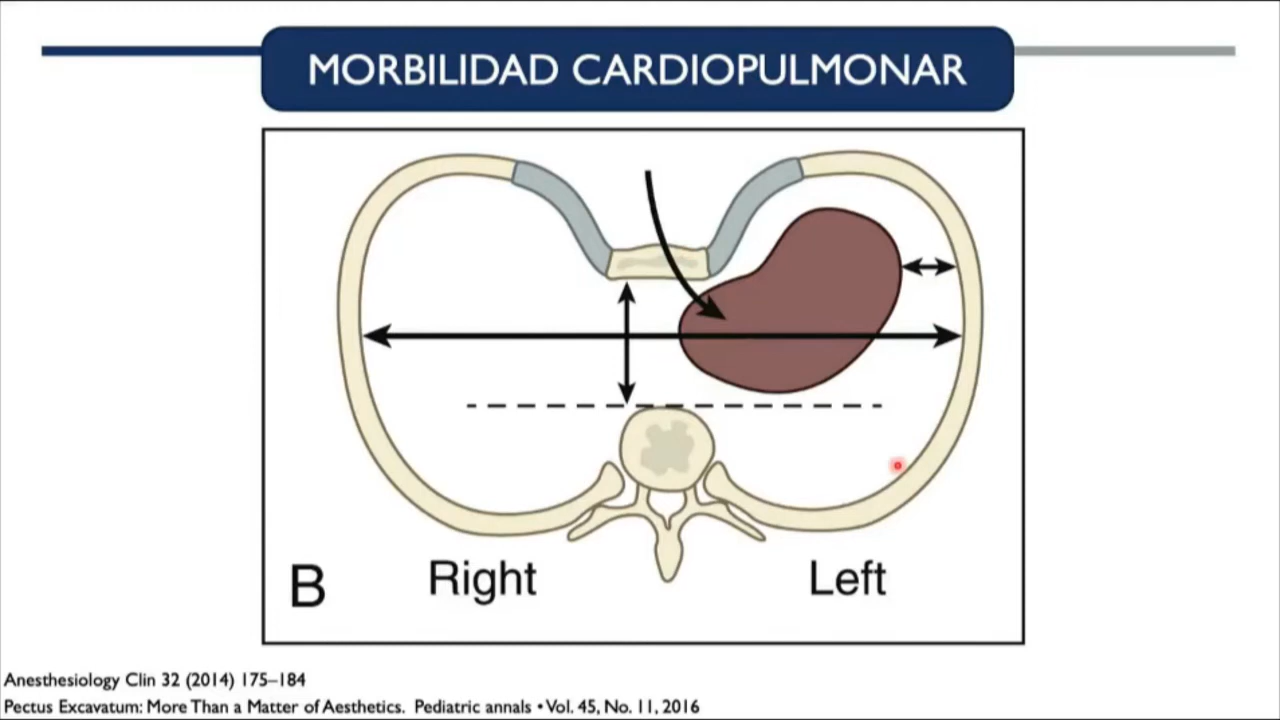 MORBILIDAD CARDIOPULMONAR
B
Right
Left
Anesthesiology Clin 32 (2014) 175–184
Pectus Excavatum: More Than a Matter of Aesthetics. Pediatric annals • Vol. 45, No. 11, 2016